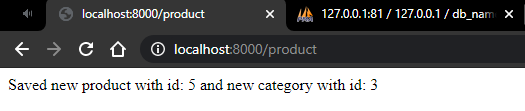 localhost:8000/product
127.0.0.1:81 / 127.0.0.1 / db_nam
localhost:8000/product
Saved new product with id: 5 and new category with id: 3